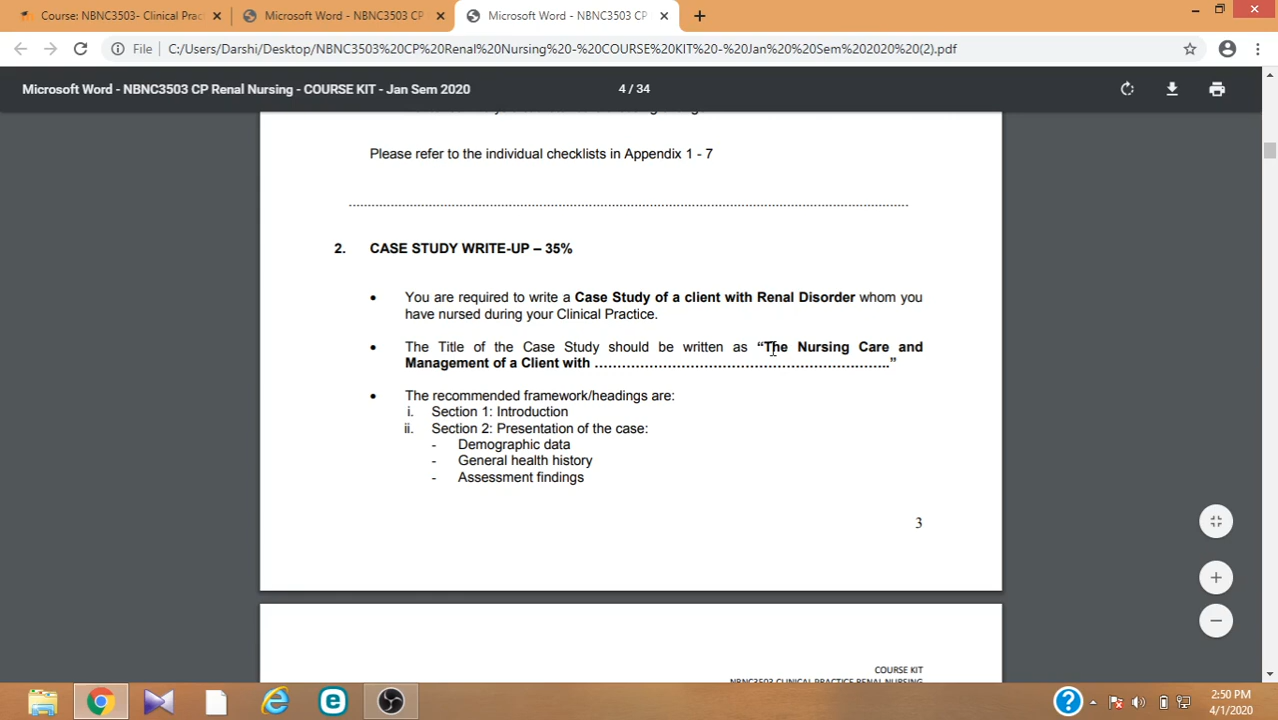 Course: NBNC3503- Clinical Prac
Microsoft Word - NBNC3503 CP
Microsoft Word - NBNC3503 CP
File
C:/Users/Darshi/Desktop/NBNC3503%20CP%20Renal%20Nursing%20-%20COURSE%20KIT%20-%20Jan%20%20Sem%202020%20(2).pdf
Microsoft Word - NBNC3503 CP Renal Nursing - COURSE KIT - Jan Sem 2020
4 / 34
Please refer to the individual checklists in Appendix 1 - 7
2. CASE STUDY WRITE-UP – 35%
• You are required to write a Case Study of a client with Renal Disorder whom you
have nursed during your Clinical Practice.
• The Title of the Case Study should be written as “The Nursing Care and
Management of a Client with ……………………………………………………..”
• The recommended framework/headings are:
i. Section 1: Introduction
ii. Section 2: Presentation of the case:
- Demographic data
- General health history
- Assessment findings
3
COURSE KIT
NBNC3503 CLINICAL PRACTICE RENAL NURSING
2:50 PM
4/1/2020